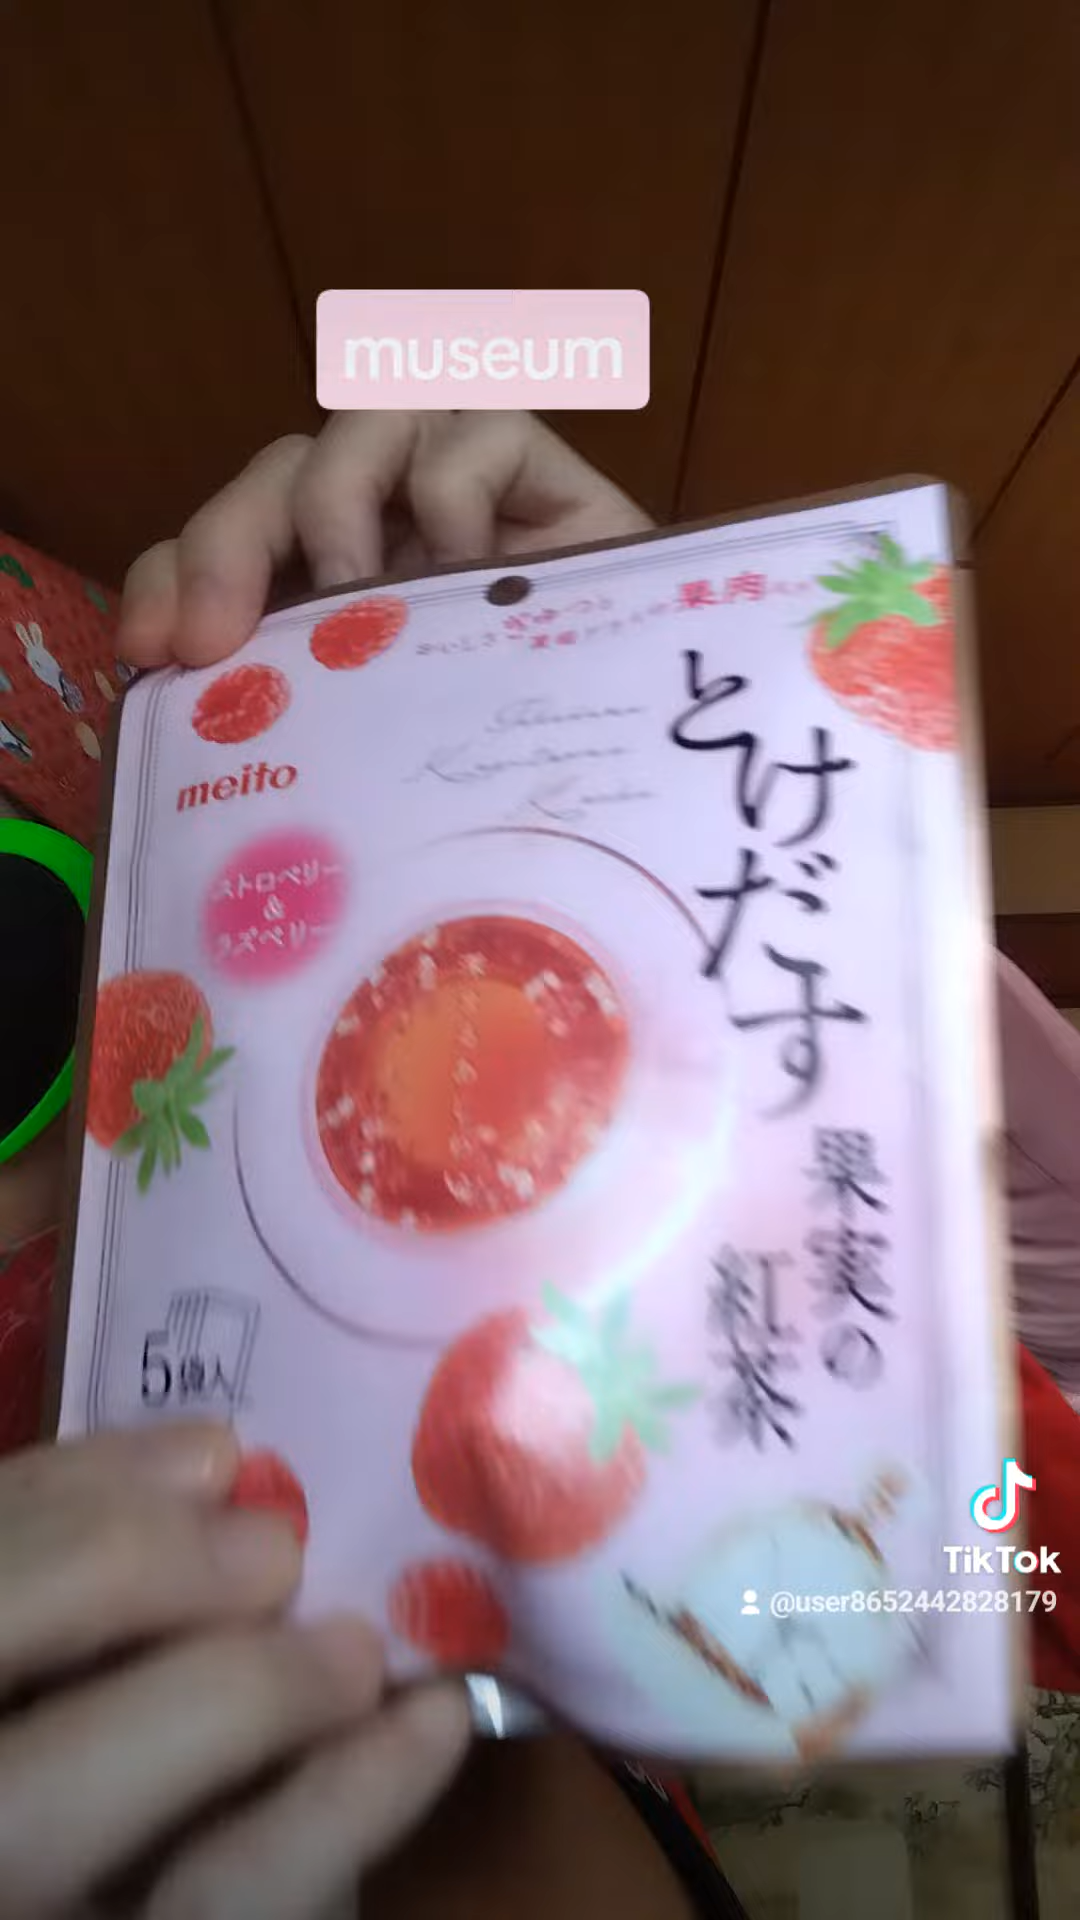 museum
果肉
meito
ストロベリー
&
ラズベリー
とけだす
果実の
紅茶
5袋入
TikTok
@user8652442828179